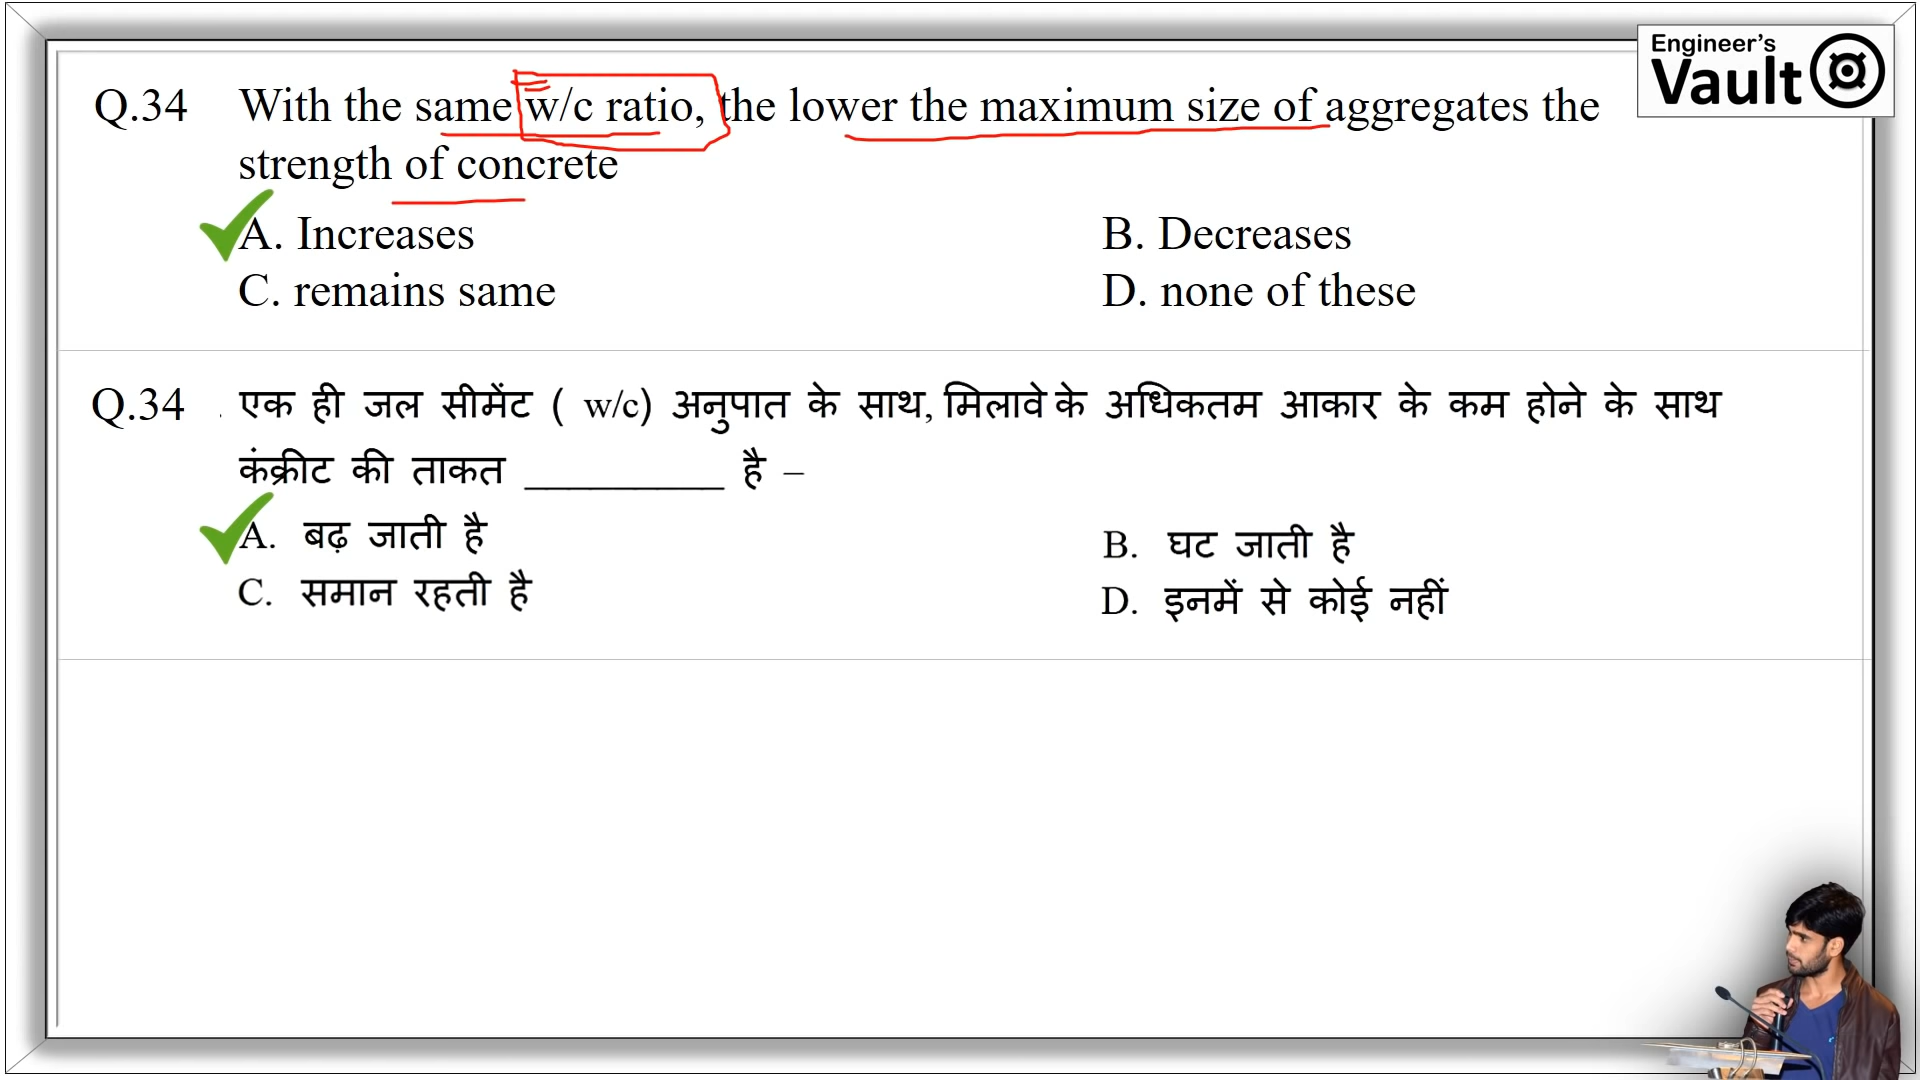 Engineer's
Vault
Q.34 With the same w/c ratio, the lower the maximum size of aggregates the
strength of concrete
A. Increases B. Decreases
C. remains same D. none of these
Q.34 . एक ही जल सीमेंट ( w/c) अनुपात के साथ, मिलावे के अधिकतम आकार के कम होने के साथ
कंक्रीट की ताकत _________ है –
A. बढ़ जाती है B. घट जाती है
C. समान रहती है D. इनमें से कोई नहीं